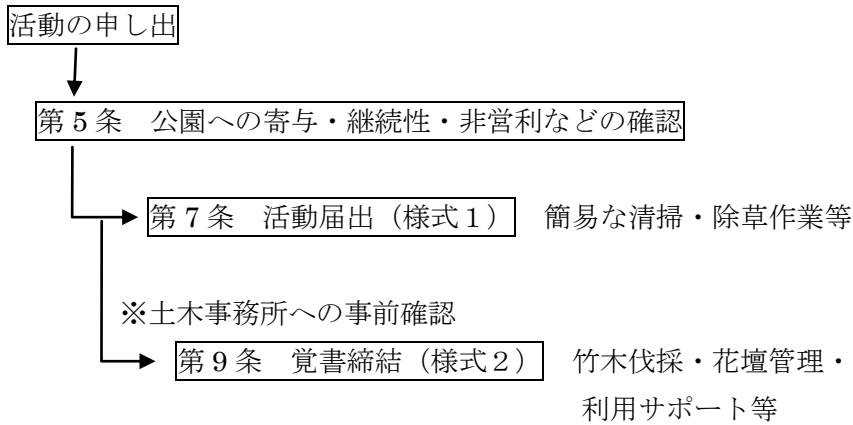 活動の申し出
第５条　公園への寄与・継続性・非営利などの確認
第７条　活動届出（様式１）　簡易な清掃・除草作業等
※土木事務所への事前確認
第９条　覚書締結（様式２）　竹木伐採・花壇管理・
利用サポート等